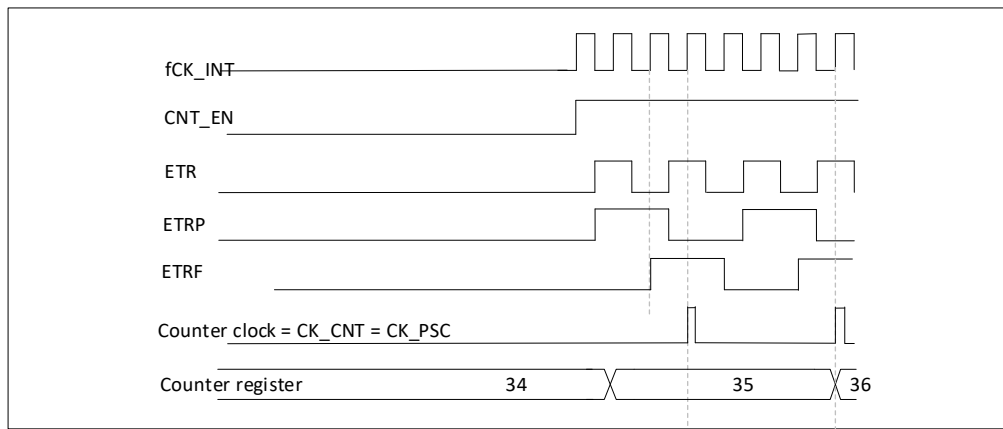 fCK_INT
CNT_EN
ETR
ETRP
ETRF
Counter clock = CK_CNT = CK_PSC
Counter register 34 35 36